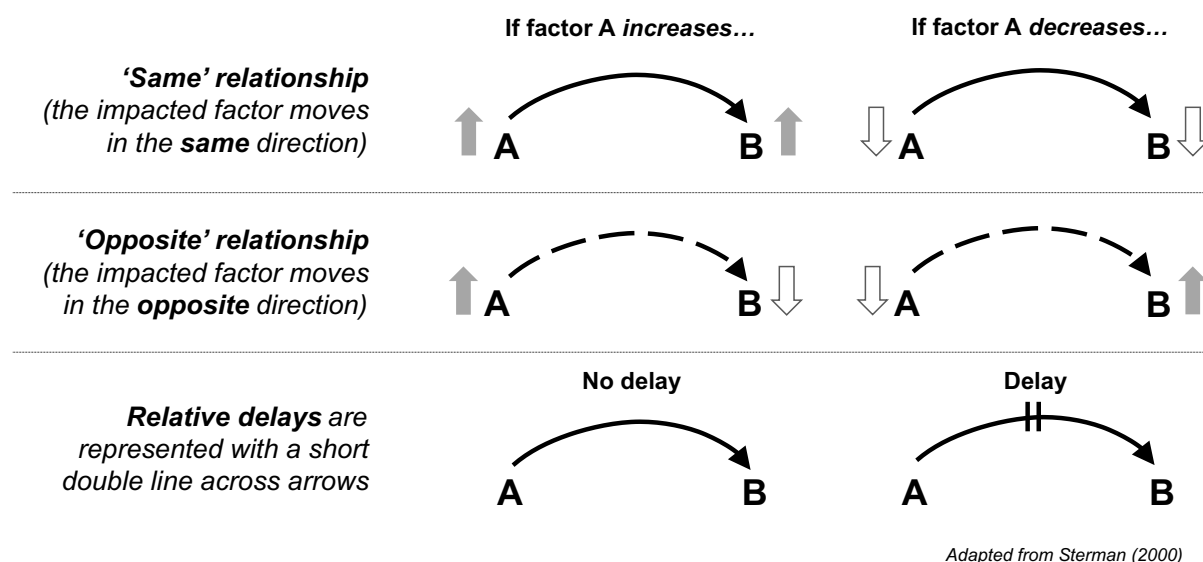 If factor A increases…
If factor A decreases…
‘Same’ relationship
(the impacted factor moves
in the same direction)
A
B
A
B
‘Opposite’ relationship
(the impacted factor moves
in the opposite direction)
A
B
A
B
No delay
Delay
Relative delays are
represented with a short
double line across arrows
A
B
A
B
Adapted from Sterman (2000)